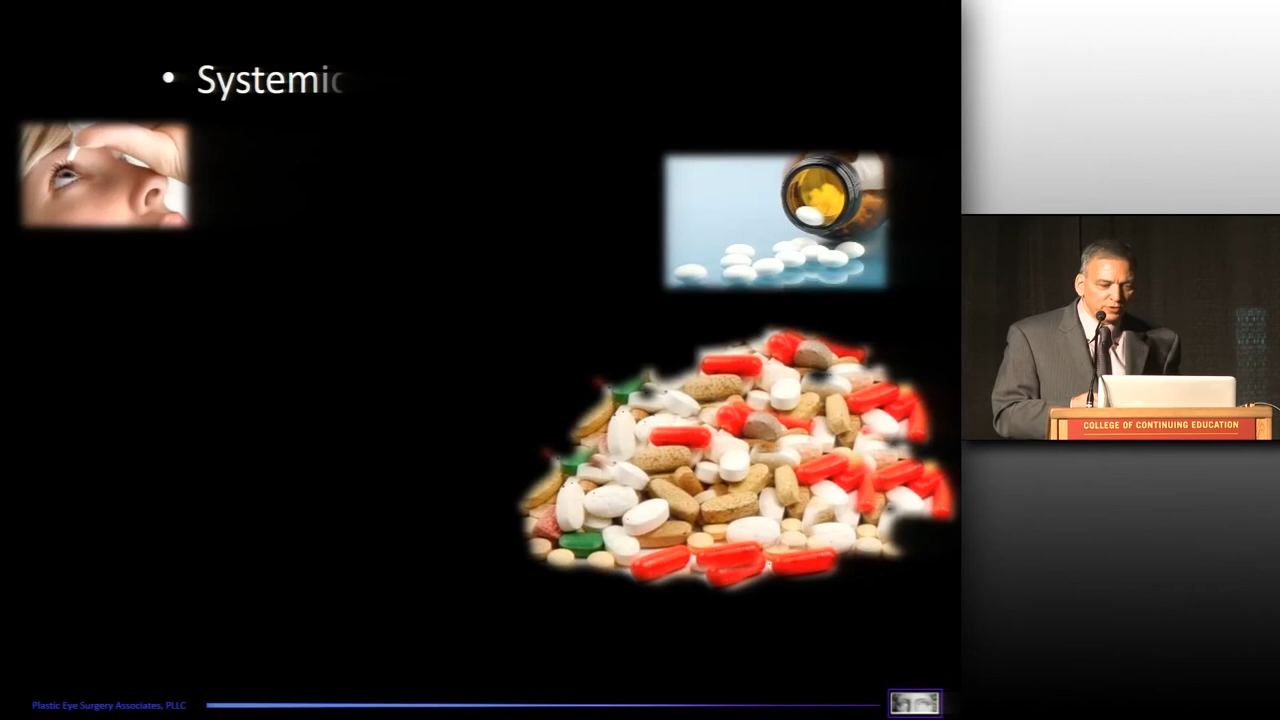 • Systemic
COLLEGE OF CONTINUING EDUCATION
Plastic Eye Surgery Associates, PLLC